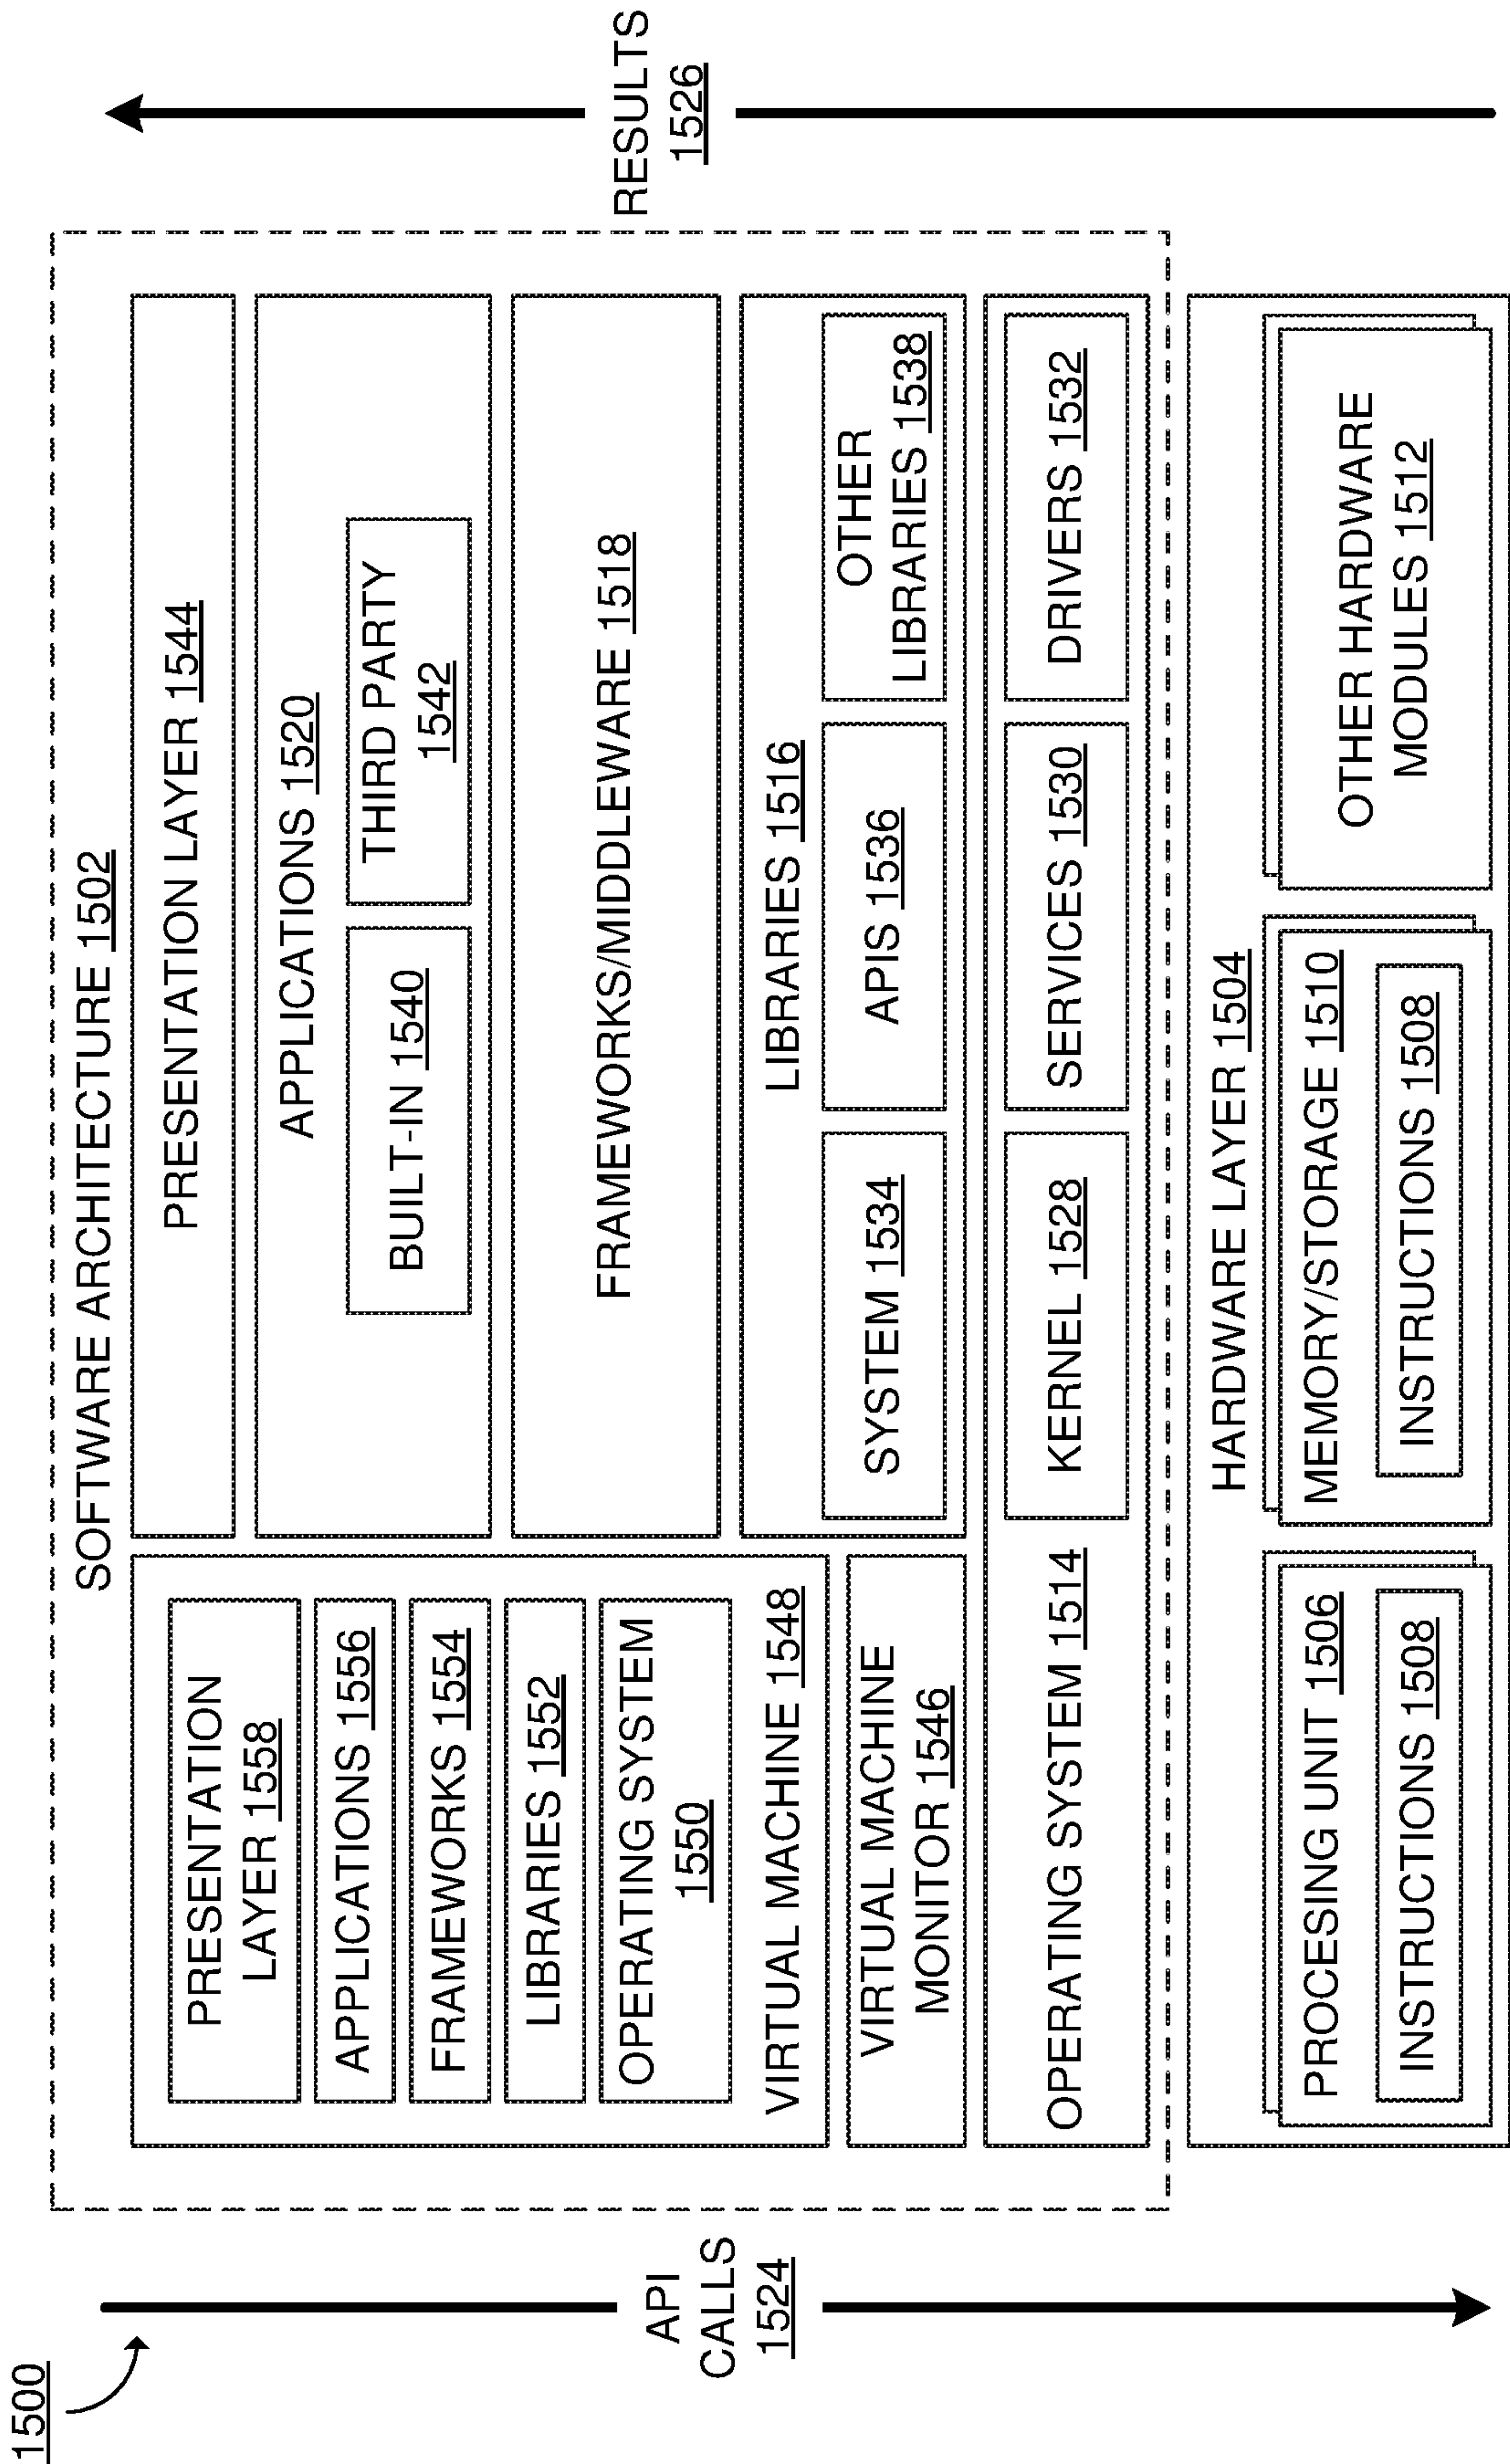 1500
SOFTWARE ARCHITECTURE 1502
PRESENTATION
LAYER 1558
APPLICATIONS 1556
FRAMEWORKS 1554
LIBRARIES 1552
OPERATING SYSTEM
1550
VIRTUAL MACHINE 1548
VIRTUAL MACHINE
MONITOR 1546
PRESENTATION LAYER 1544
APPLICATIONS 1520
BUILT-IN 1540
THIRD PARTY
1542
FRAMEWORKS/MIDDLEWARE 1518
LIBRARIES 1516
SYSTEM 1534
APIS 1536
OTHER
LIBRARIES 1538
OPERATING SYSTEM 1514
KERNEL 1528
SERVICES 1530
DRIVERS 1532
API
CALLS
1524
RESULTS
1526
HARDWARE LAYER 1504
PROCESSING UNIT 1506
INSTRUCTIONS 1508
MEMORY/STORAGE 1510
INSTRUCTIONS 1508
OTHER HARDWARE
MODULES 1512